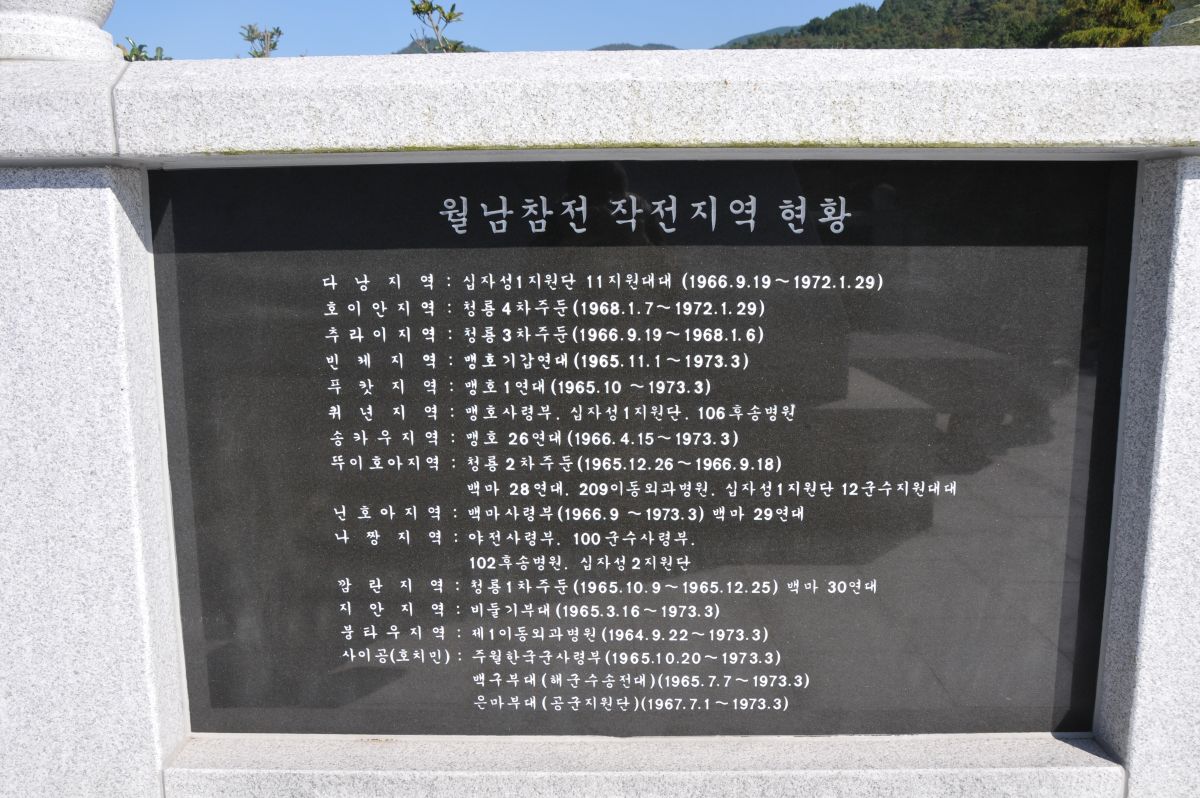 월남참전 작전지역 현황
다낭지역 : 십자성1지원단 11지원대대 (1966.9.19~1972.1.29)
호이안지역 : 청룡4차주둔(1968.1.7~1972.1.29)
추라이지역 : 청룡3차주둔(1966.9.19~1968.1.6)
빈케지역 : 맹호기갑연대(1965.11.1~1973.3)
푸캇지역 : 맹호1연대(1965.10 ~1973.3)
퀴년지역 : 맹호사령부. 십자성1지원단. 106후송병원
송카우지역 : 맹호 26연대(1966.4.15~1973.3)
뚜이호아지역 : 청룡2차주둔(1965.12.26~1966.9.18)
백마 28연대. 209이동외과병원. 십자성1지원단 12군수지원대대
닌호아지역 : 백마사령부(1966.9 ~1973.3) 백마 29연대
나짱지역 : 야전사령부. 100군수사령부.
102후송병원. 십자성2지원단
깜란지역 : 청룡1차주둔(1965.10.9~1965.12.25) 백마 30연대
지안지역 : 비둘기부대(1965.3.16~1973.3)
붕타우지역 : 제1이동외과병원(1964.9.22~1973.3)
사이공(호치민) : 주월한국군사령부(1965.10.20~1973.3)
백구부대(해군수송전대)(1965.7.7~1973.3)
은마부대(공군지원단)(1967.7.1~1973.3)